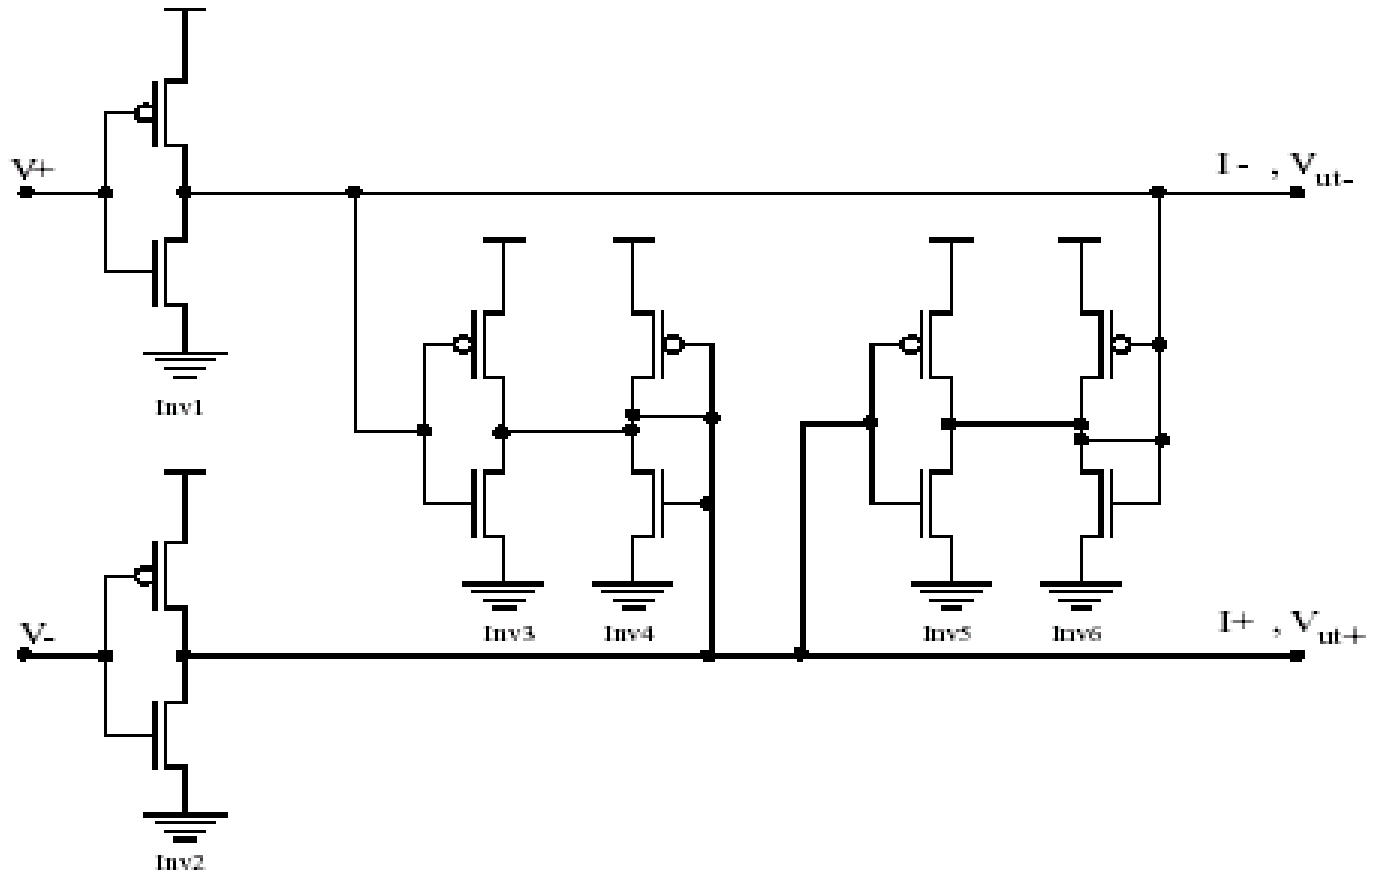 V+
I - , Vut-
Inv1
V-
Inv3
Inv4
Inv5
Inv6
I+ , Vut+
Inv2